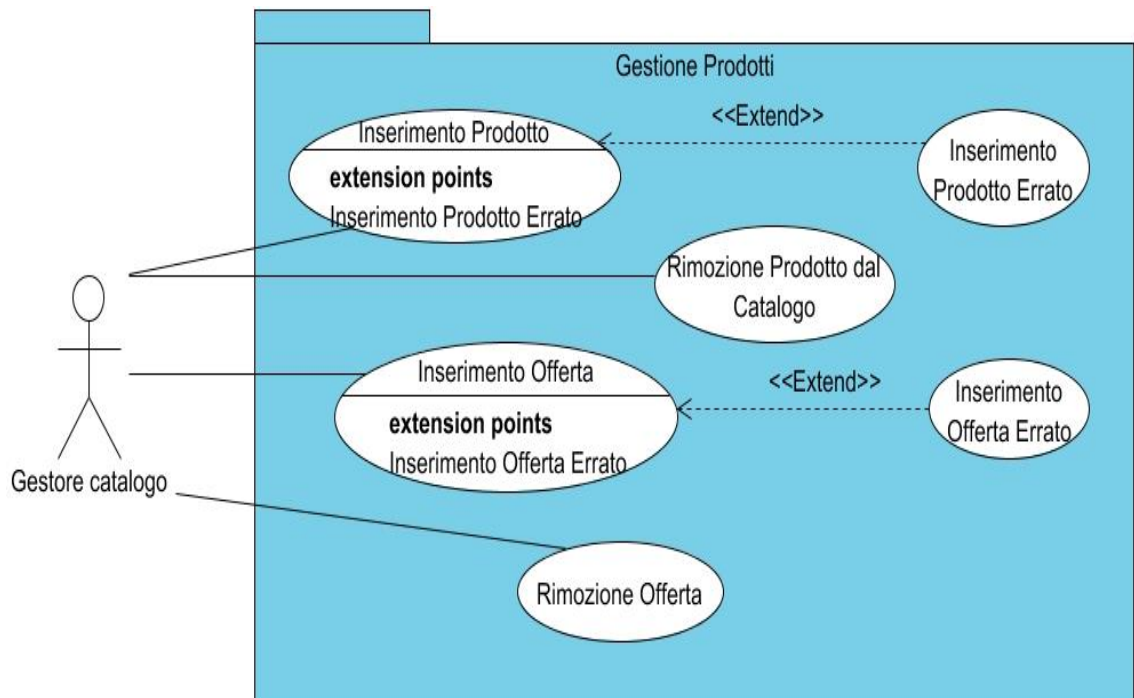 Gestione Prodotti
<<Extend>>
Inserimento Prodotto
extension points
Inserimento Prodotto Errato
Inserimento
Prodotto Errato
Rimozione Prodotto dal
Catalogo
Inserimento Offerta
extension points
Inserimento Offerta Errato
<<Extend>>
Inserimento
Offerta Errato
Gestore catalogo
Rimozione Offerta